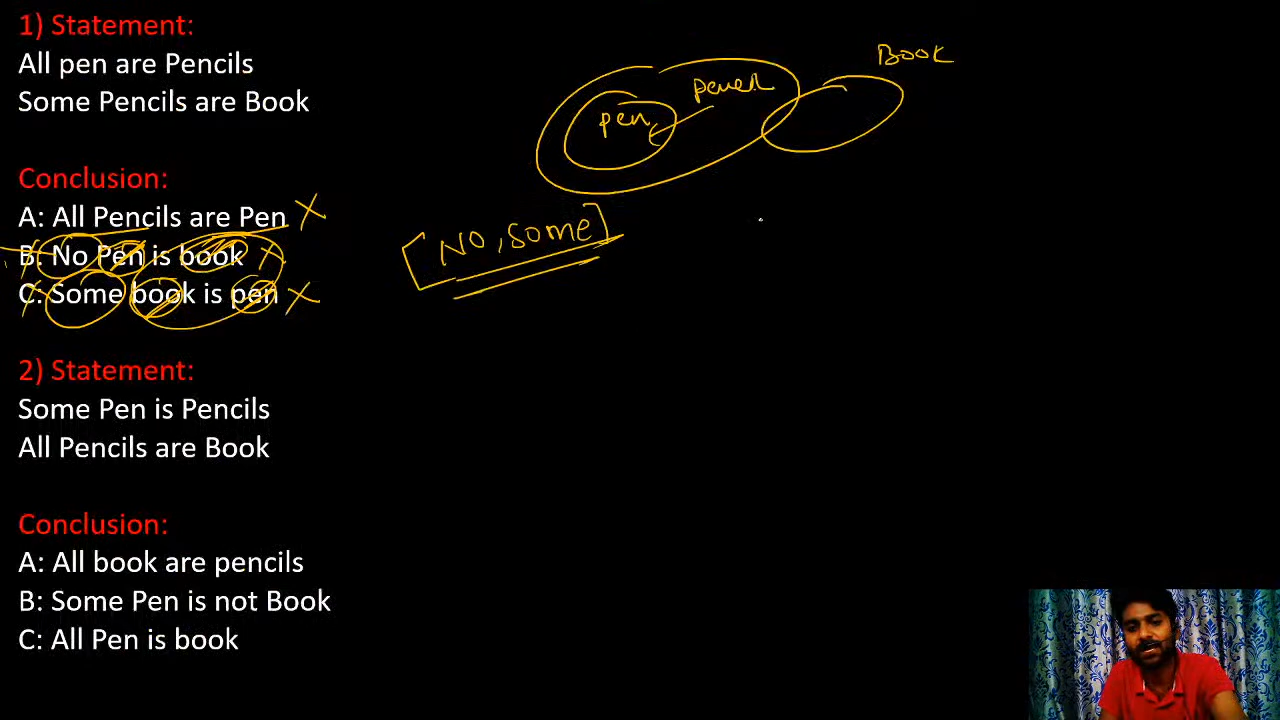 1) Statement:
All pen are Pencils
Some Pencils are Book
Conclusion:
A: All Pencils are Pen
B: No Pen is book
C: Some book is pen
2) Statement:
Some Pen is Pencils
All Pencils are Book
Conclusion:
A: All book are pencils
B: Some Pen is not Book
C: All Pen is book
Book
pencil
pen
[No, some]